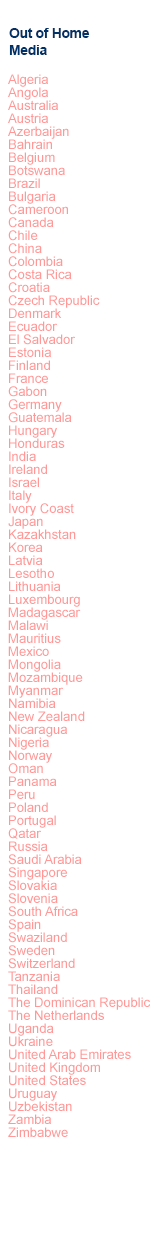 Out of Home
Media
Algeria
Angola
Australia
Austria
Azerbaijan
Bahrain
Belgium
Botswana
Brazil
Bulgaria
Cameroon
Canada
Chile
China
Colombia
Costa Rica
Croatia
Czech Republic
Denmark
Ecuador
El Salvador
Estonia
Finland
France
Gabon
Germany
Guatemala
Hungary
Honduras
India
Ireland
Israel
Italy
Ivory Coast
Japan
Kazakhstan
Korea
Latvia
Lesotho
Lithuania
Luxembourg
Madagascar
Malawi
Mauritius
Mexico
Mongolia
Mozambique
Myanmar
Namibia
New Zealand
Nicaragua
Nigeria
Norway
Oman
Panama
Peru
Poland
Portugal
Qatar
Russia
Saudi Arabia
Singapore
Slovakia
Slovenia
South Africa
Spain
Swaziland
Sweden
Switzerland
Tanzania
Thailand
The Dominican Republic
The Netherlands
Uganda
Ukraine
United Arab Emirates
United Kingdom
United States
Uruguay
Uzbekistan
Zambia
Zimbabwe